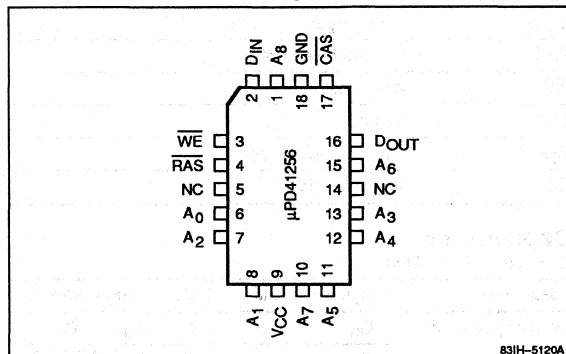 DIN A8 GND CAS
2 1 18 17
WE 3 16 DOUT
RAS 4 15 A6
NC 5 14 NC
A0 6 13 A3
A2 7 12 A4
μPD41256
8 9 10 11
A1 VCC A7 A5
83IH-5120A